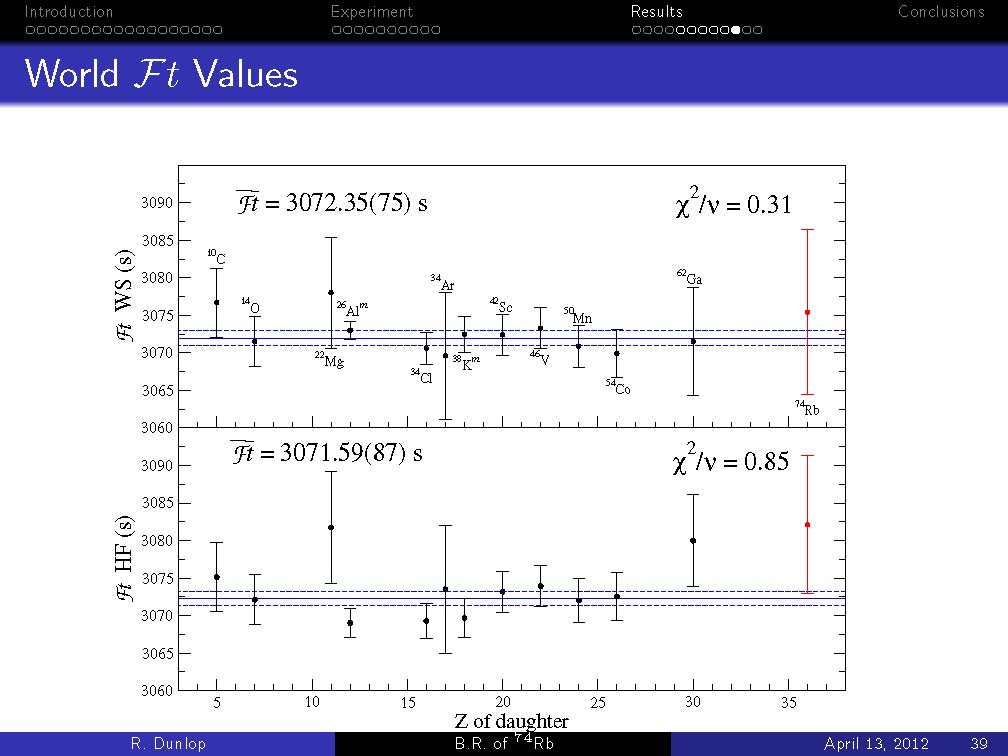 Introduction Experiment Results Conclusions
World ℱt Values
ℱt̅ = 3072.35(75) s χ²/ν = 0.31
3090
3085
3080
3075
3070
3065
3060
ℱt WS (s)
¹⁰C
¹⁴O
²²Mg
²⁶Alᵐ
³⁴Cl
³⁴Ar
³⁸Kᵐ
⁴²Sc
⁴⁶V
⁵⁰Mn
⁵⁴Co
⁶²Ga
⁷⁴Rb
ℱt̅ = 3071.59(87) s χ²/ν = 0.85
3090
3085
3080
3075
3070
3065
3060
ℱt HF (s)
5 10 15 20 25 30 35
Z of daughter
R. Dunlop B.R. of ⁷⁴Rb April 13, 2012 39